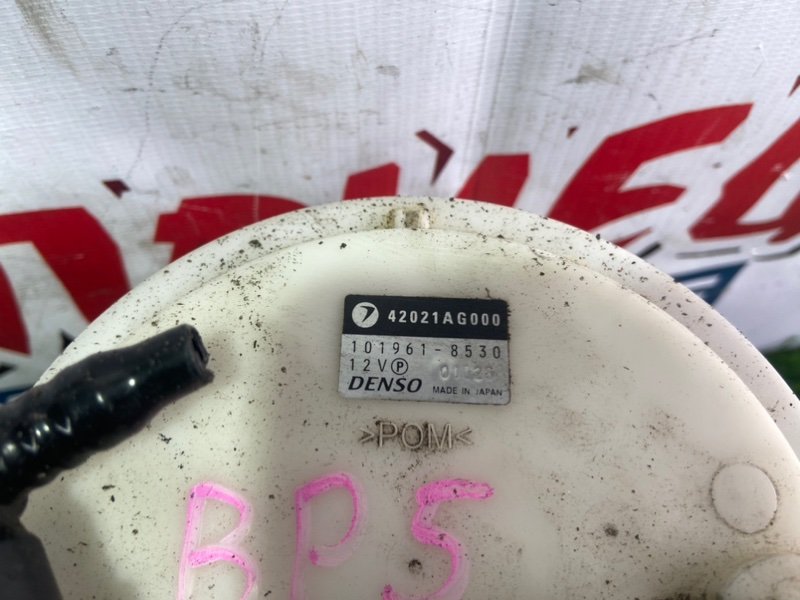 42021AG000
101961-8530
12V P
DENSO MADE IN JAPAN
>POM<
BP5